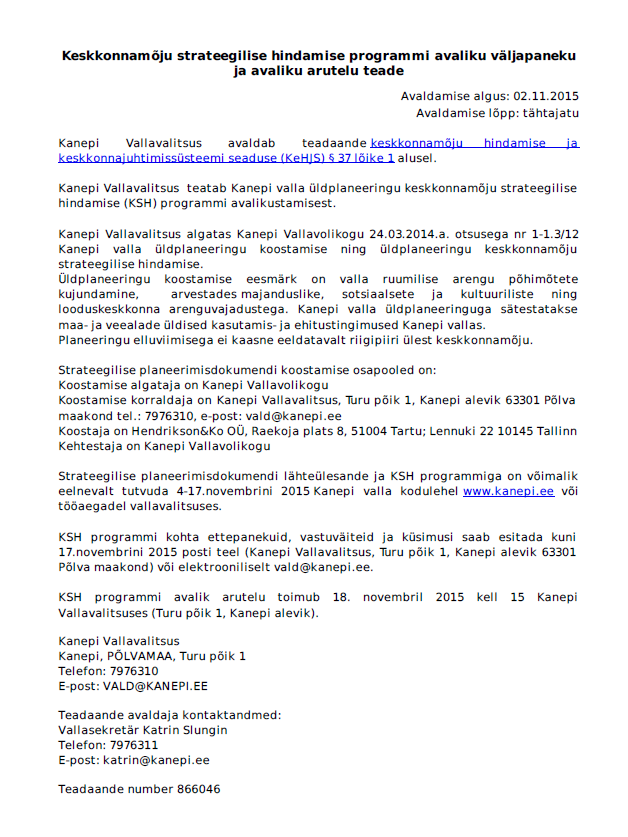 Keskkonnamõju strateegilise hindamise programmi avaliku väljapaneku
ja avaliku arutelu teade
Avaldamise algus: 02.11.2015
Avaldamise lõpp: tähtajatu
Kanepi Vallavalitsus avaldab teadaande keskkonnamõju hindamise ja
keskkonnajuhtimissüsteemi seaduse (KeHJS) § 37 lõike 1 alusel.
Kanepi Vallavalitsus teatab Kanepi valla üldplaneeringu keskkonnamõju strateegilise
hindamise (KSH) programmi avalikustamisest.
Kanepi Vallavalitsus algatas Kanepi Vallavolikogu 24.03.2014.a. otsusega nr 1-1.3/12
Kanepi valla üldplaneeringu koostamise ning üldplaneeringu keskkonnamõju
strateegilise hindamise.
Üldplaneeringu koostamise eesmärk on valla ruumilise arengu põhimõtete
kujundamine, arvestades majanduslike, sotsiaalsete ja kultuuriliste ning
looduskeskkonna arenguvajadustega. Kanepi valla üldplaneeringuga sätestatakse
maa- ja veealade üldised kasutamis- ja ehitustingimused Kanepi vallas.
Planeeringu elluviimisega ei kaasne eeldatavalt riigipiiri ülest keskkonnamõju.
Strateegilise planeerimisdokumendi koostamise osapooled on:
Koostamise algataja on Kanepi Vallavolikogu
Koostamise korraldaja on Kanepi Vallavalitsus, Turu põik 1, Kanepi alevik 63301 Põlva
maakond tel.: 7976310, e-post: vald@kanepi.ee
Koostaja on Hendrikson&Ko OÜ, Raekoja plats 8, 51004 Tartu; Lennuki 22 10145 Tallinn
Kehtestaja on Kanepi Vallavolikogu
Strateegilise planeerimisdokumendi lähteülesande ja KSH programmiga on võimalik
eelnevalt tutvuda 4-17.novembrini 2015 Kanepi valla kodulehel www.kanepi.ee või
tööaegadel vallavalitsuses.
KSH programmi kohta ettepanekuid, vastuväiteid ja küsimusi saab esitada kuni
17.novembrini 2015 posti teel (Kanepi Vallavalitsus, Turu põik 1, Kanepi alevik 63301
Põlva maakond) või elektrooniliselt vald@kanepi.ee.
KSH programmi avalik arutelu toimub 18. novembril 2015 kell 15 Kanepi
Vallavalitsuses (Turu põik 1, Kanepi alevik).
Kanepi Vallavalitsus
Kanepi, PÕLVAMAA, Turu põik 1
Telefon: 7976310
E-post: VALD@KANEPI.EE
Teadaande avaldaja kontaktandmed:
Vallasekretär Katrin Slungin
Telefon: 7976311
E-post: katrin@kanepi.ee
Teadaande number 866046